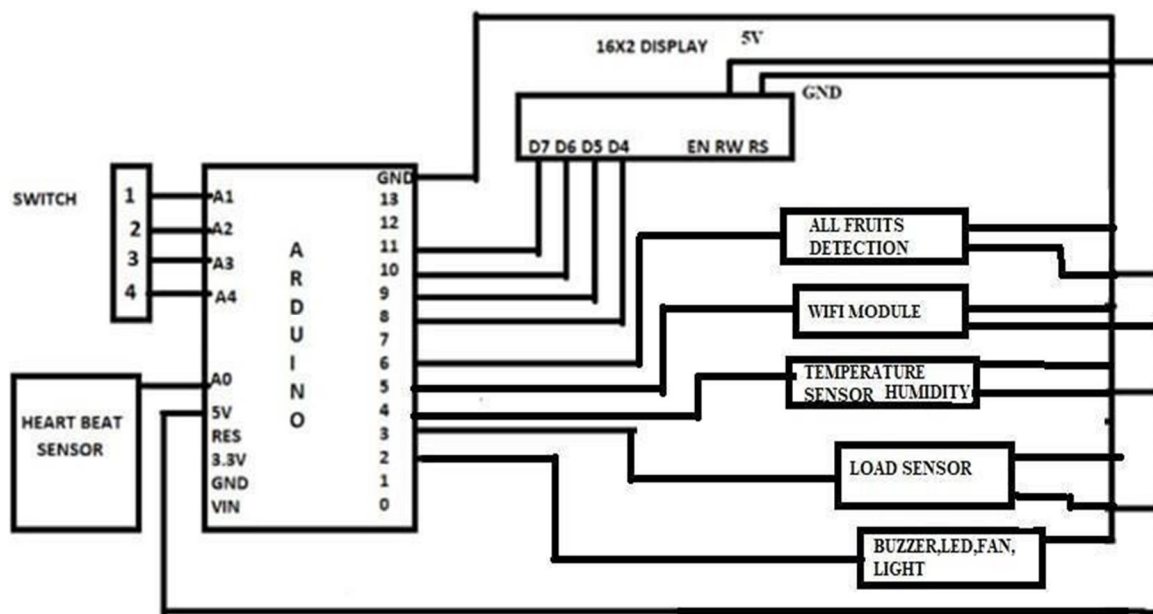 16X2 DISPLAY
5V
GND
D7 D6 D5 D4 EN RW RS
SWITCH
1
2
3
4
A1
A2
A3
A4
A0
5V
RES
3.3V
GND
VIN
ARDUINO
GND
13
12
11
10
9
8
7
6
5
4
3
2
1
0
HEART BEAT
SENSOR
ALL FRUITS
DETECTION
WIFI MODULE
TEMPERATURE
SENSOR HUMIDITY
LOAD SENSOR
BUZZER,LED,FAN,
LIGHT